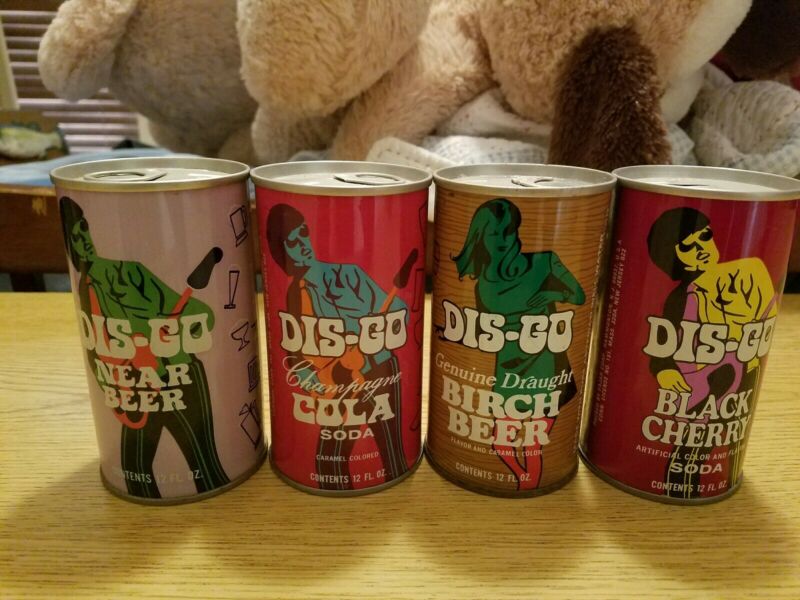 DIS-GO
NEAR
BEER
CONTENTS 12 FL. OZ.
DIS-GO
Champagne
COLA
SODA
CARAMEL COLORED
CONTENTS 12 FL. OZ.
DIS-GO
Genuine Draught
BIRCH
BEER
FLAVOR AND CARAMEL COLOR
CONTENTS 12 FL. OZ.
DIS-GO
BLACK
CHERRY
ARTIFICIAL COLOR AND FLA
SODA
CONTENTS 12 FL. OZ.